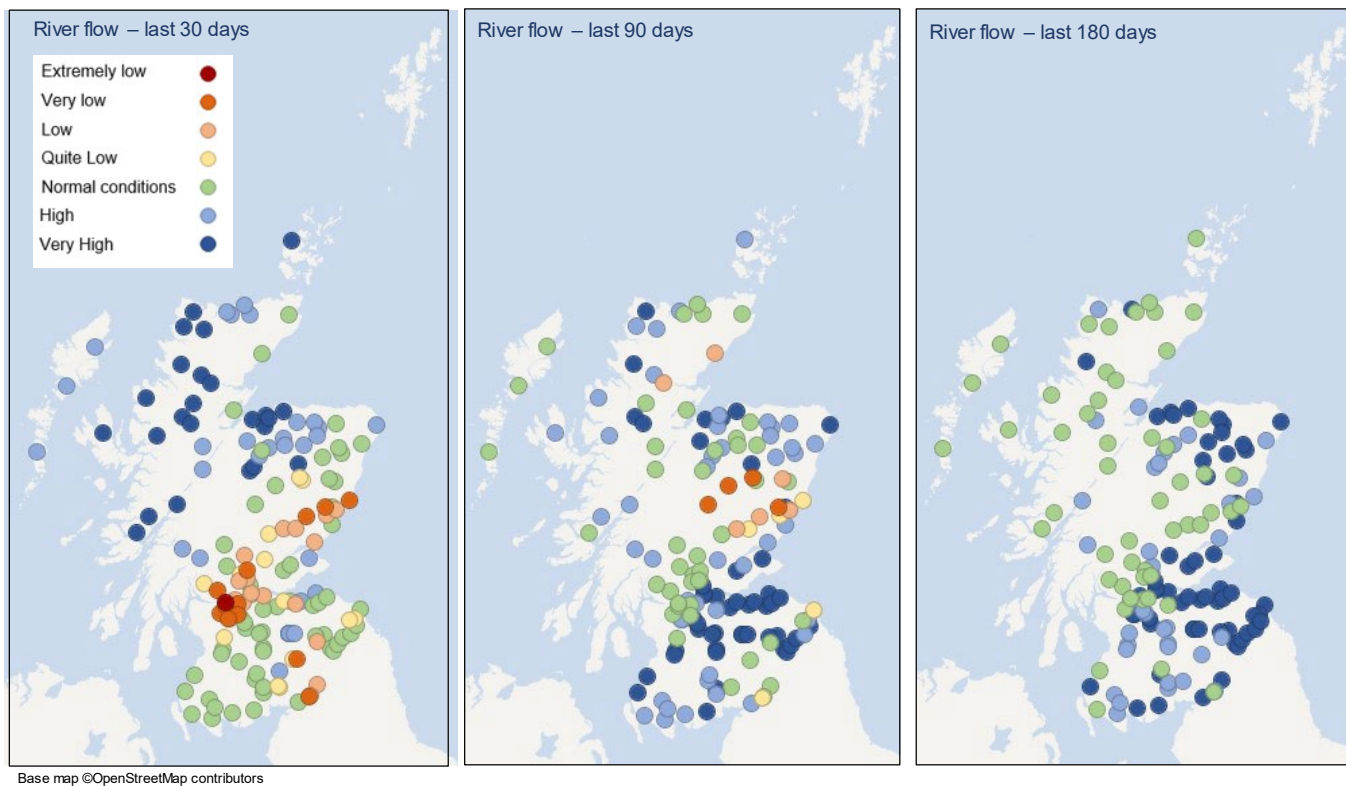 River flow – last 30 days
Extremely low
Very low
Low
Quite Low
Normal conditions
High
Very High
River flow – last 90 days
River flow – last 180 days
Base map ©OpenStreetMap contributors